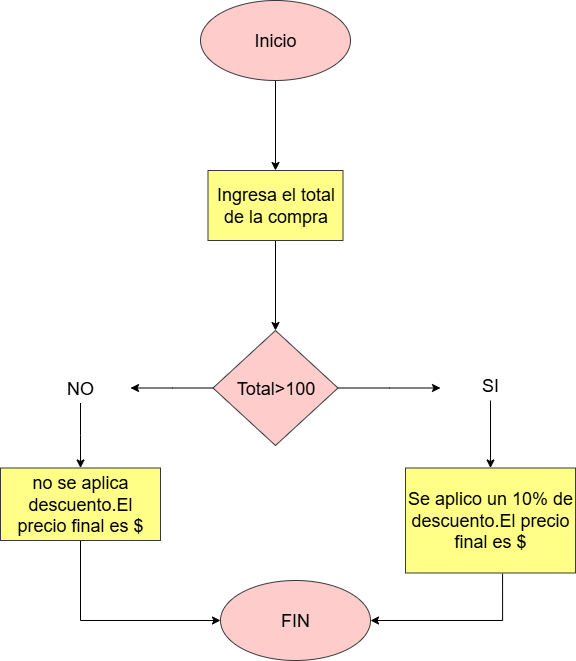 Inicio
Ingresa el total
de la compra
Total>100
NO
SI
no se aplica
descuento.El
precio final es $
Se aplico un 10% de
descuento.El precio
final es $
FIN